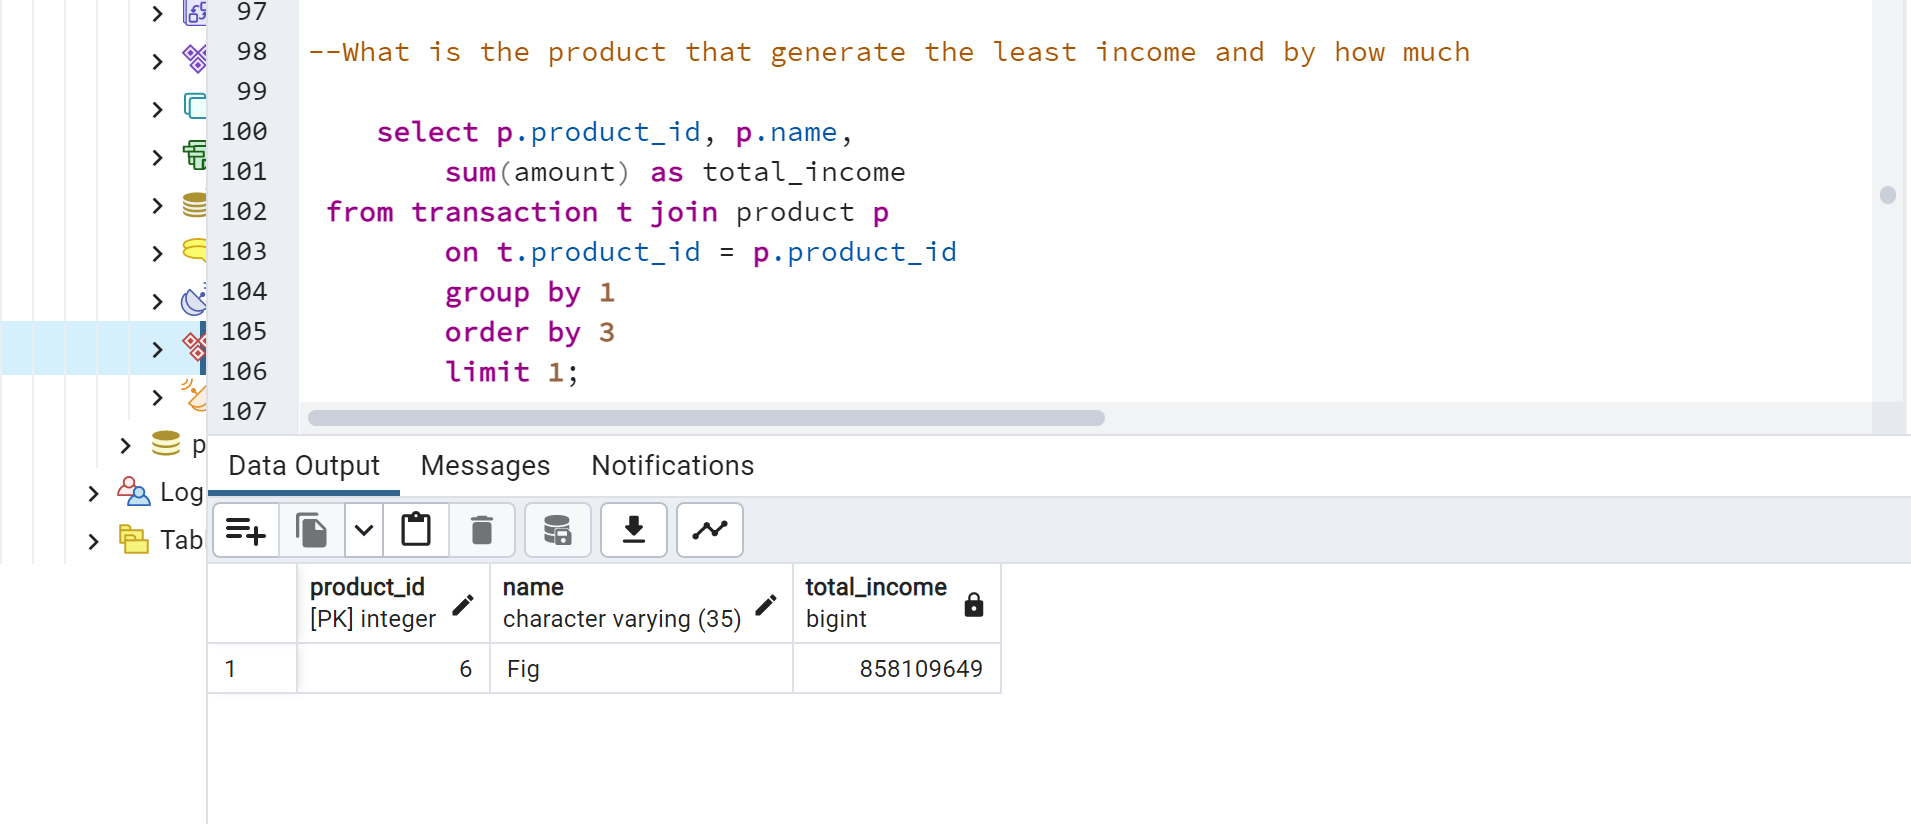 97
98 --What is the product that generate the least income and by how much
99
100 select p.product_id, p.name,
101 sum(amount) as total_income
102 from transaction t join product p
103 on t.product_id = p.product_id
104 group by 1
105 order by 3
106 limit 1;
107
p
Log
Tab
Data Output Messages Notifications
product_id name total_income
[PK] integer character varying (35) bigint
1 6 Fig 858109649